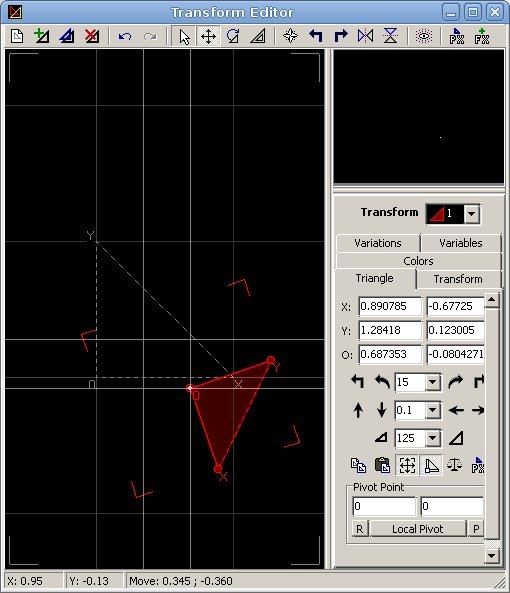 Transform Editor
Transform 1
Variations Variables
Colors
Triangle Transform
X: 0.890785 -0.67725
Y: 1.28418 0.123005
O: 0.687353 -0.0804271
15
0.1
125
Pivot Point
0 0
R Local Pivot P
Y
O X
O
Y
X
X: 0.95 Y: -0.13 Move: 0.345 ; -0.360